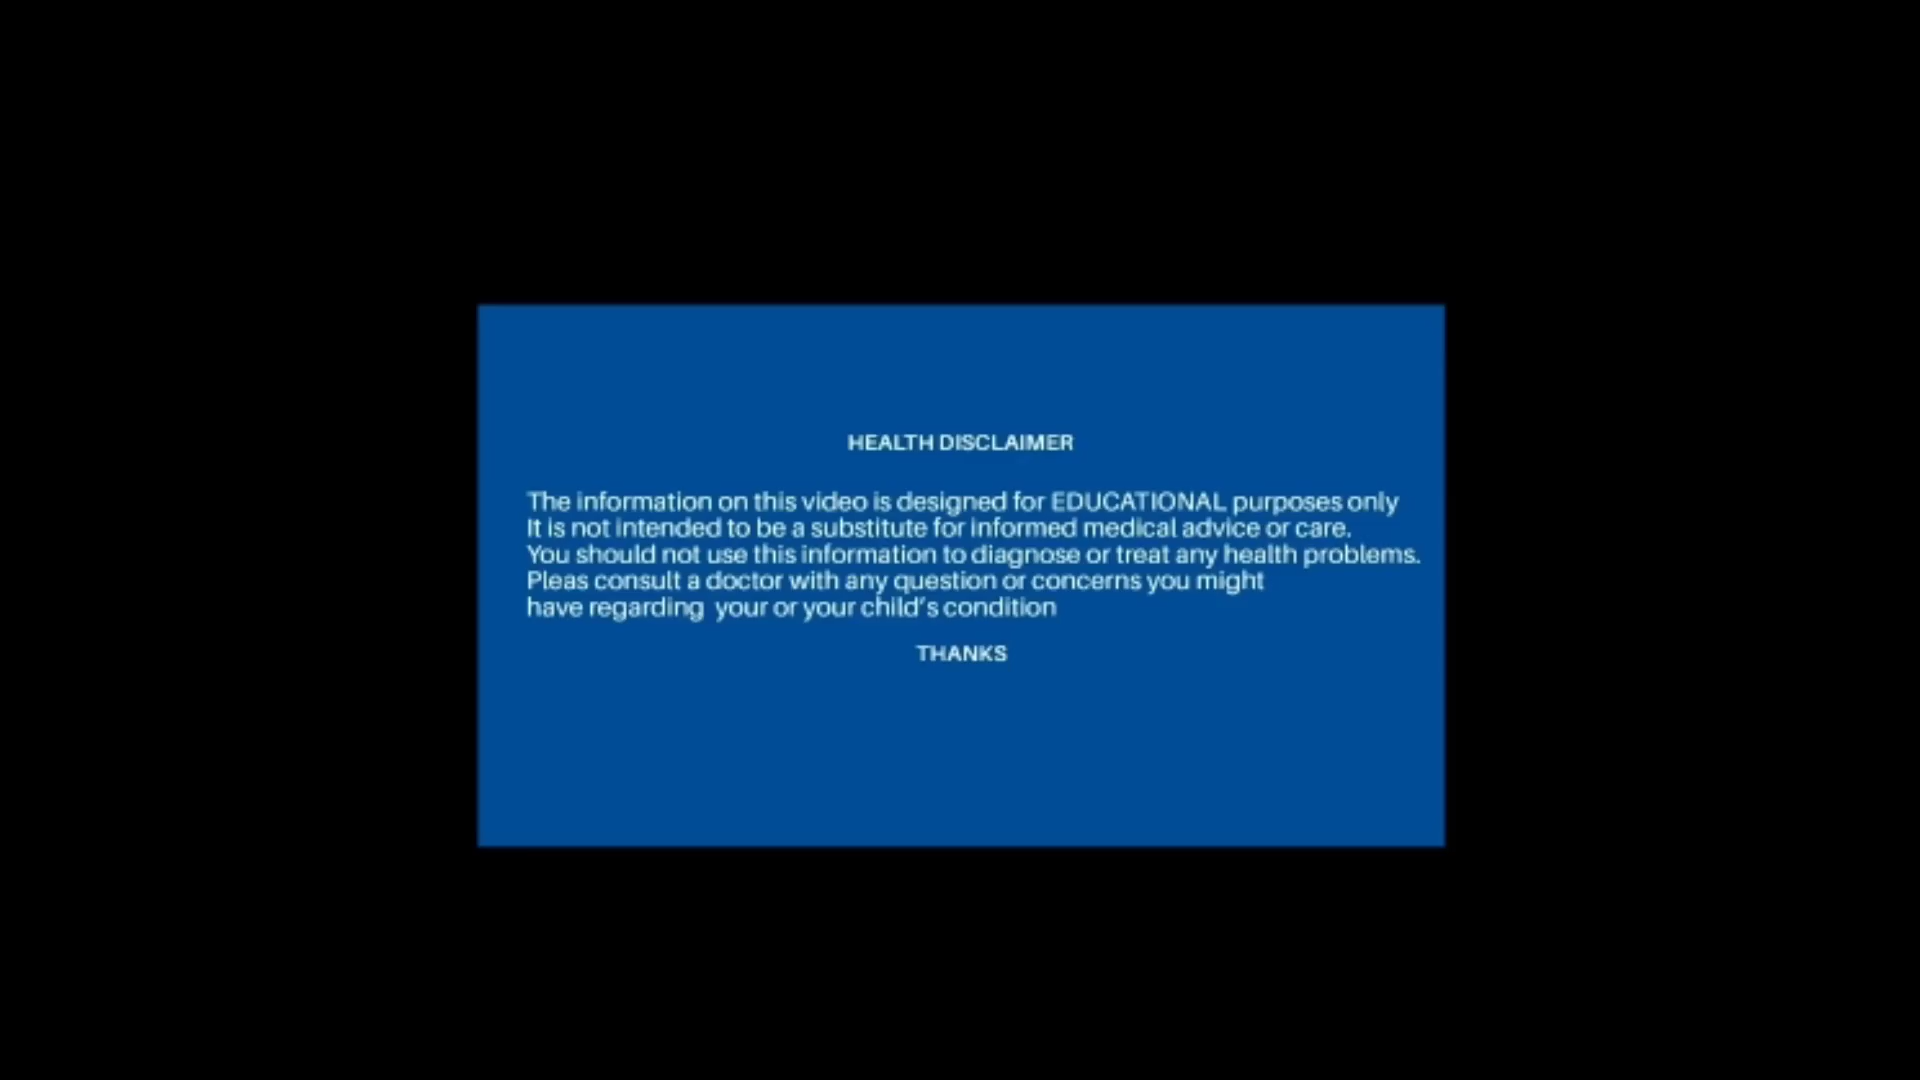 HEALTH DISCLAIMER
The information on this video is designed for EDUCATIONAL purposes only
It is not intended to be a substitute for informed medical advice or care.
You should not use this information to diagnose or treat any health problems.
Pleas consult a doctor with any question or concerns you might
have regarding your or your child's condition
THANKS